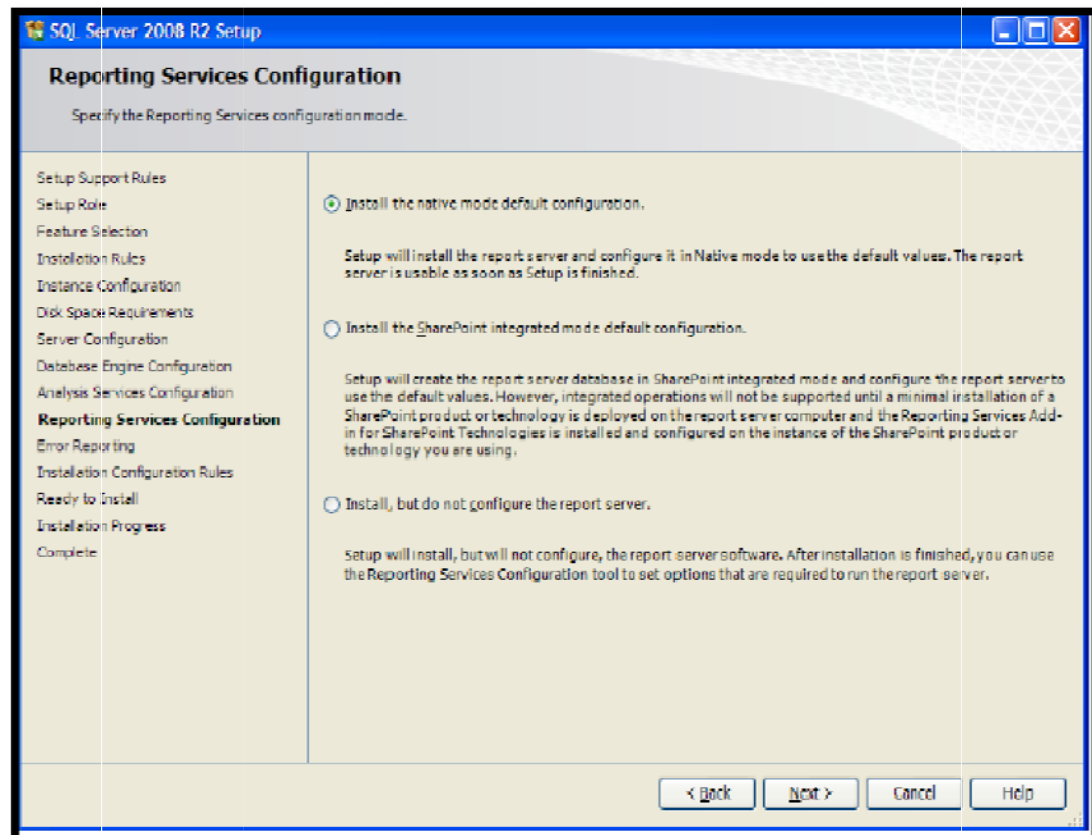 SQL Server 2008 R2 Setup
Reporting Services Configuration
Specify the Reporting Services configuration mode.
Setup Support Rules
Setup Role
Feature Selection
Installation Rules
Instance Configuration
Disk Space Requirements
Server Configuration
Database Engine Configuration
Analysis Services Configuration
Reporting Services Configuration
Error Reporting
Installation Configuration Rules
Ready to Install
Installation Progress
Complete
Install the native mode default configuration.
Setup will install the report server and configure it in Native mode to use the default values. The report
server is usable as soon as Setup is finished.
Install the SharePoint integrated mode default configuration.
Setup will create the report server database in SharePoint integrated mode and configure the report server to
use the default values. However, integrated operations will not be supported until a minimal installation of a
SharePoint product or technology is deployed on the report server computer and the Reporting Services Add-
in for SharePoint Technologies is installed and configured on the instance of the SharePoint product or
technology you are using.
Install, but do not configure the report server.
Setup will install, but will not configure, the report server software. After installation is finished, you can use
the Reporting Services Configuration tool to set options that are required to run the report server.
< Back
Next >
Cancel
Help